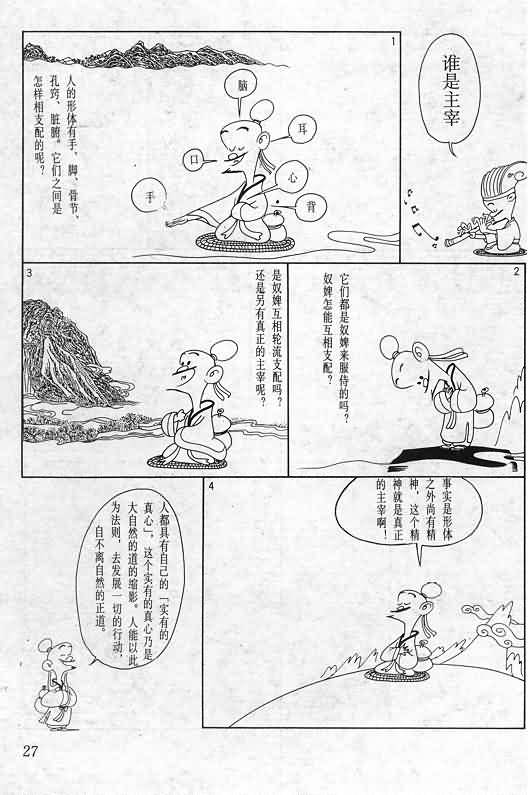 谁是主宰
1
人的形体有手、脚、骨节、
孔窍、脏腑。它们之间是
怎样相支配的呢？
脑
耳
口
心
手
背
2
它们都是奴婢来服侍的吗？
奴婢怎能互相支配？
3
是奴婢互相轮流支配吗？
还是另有真正的主宰呢？
4
事实是形体
之外尚有精
神，这个精
神就是真正
的主宰啊！
人都具有自己的「实有的
真心」，这个实有的真心乃是
大自然的道的缩影。人能以此
为法则，去发展一切的行动，
自不离自然的正道。
27